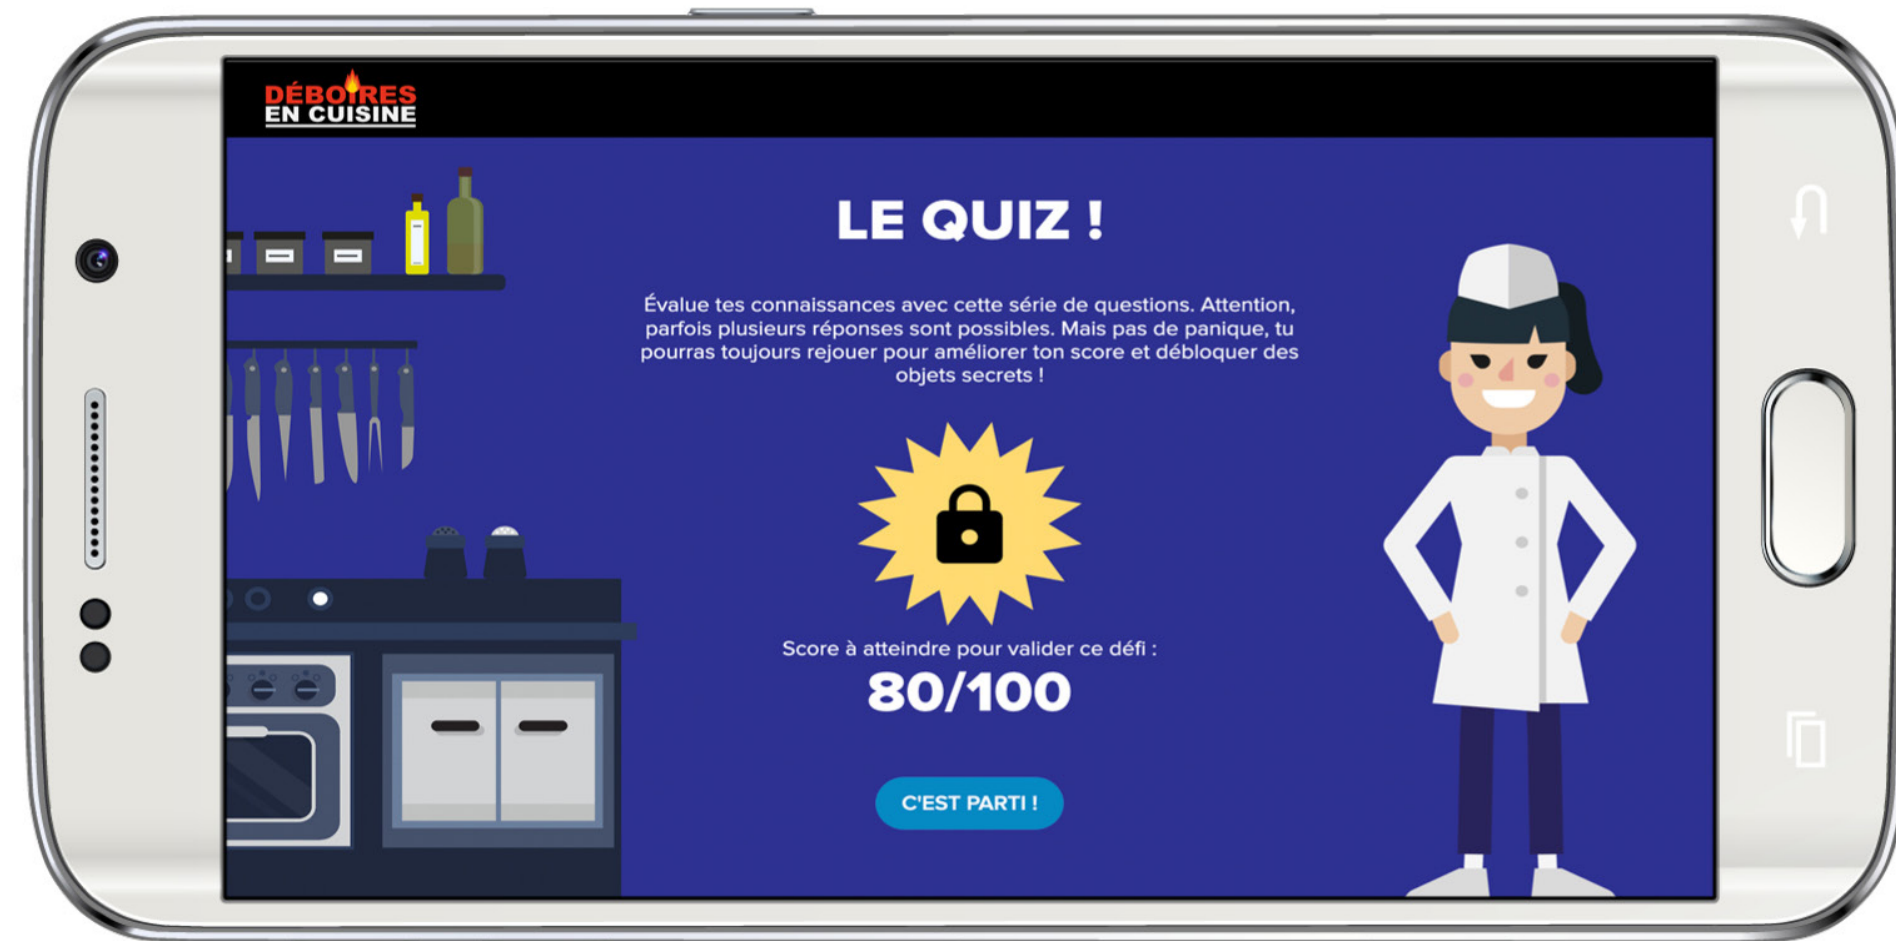 DÉBOIRES
EN CUISINE
LE QUIZ !
Évalue tes connaissances avec cette série de questions. Attention,
parfois plusieurs réponses sont possibles. Mais pas de panique, tu
pourras toujours rejouer pour améliorer ton score et débloquer des
objets secrets !
Score à atteindre pour valider ce défi :
80/100
C'EST PARTI !